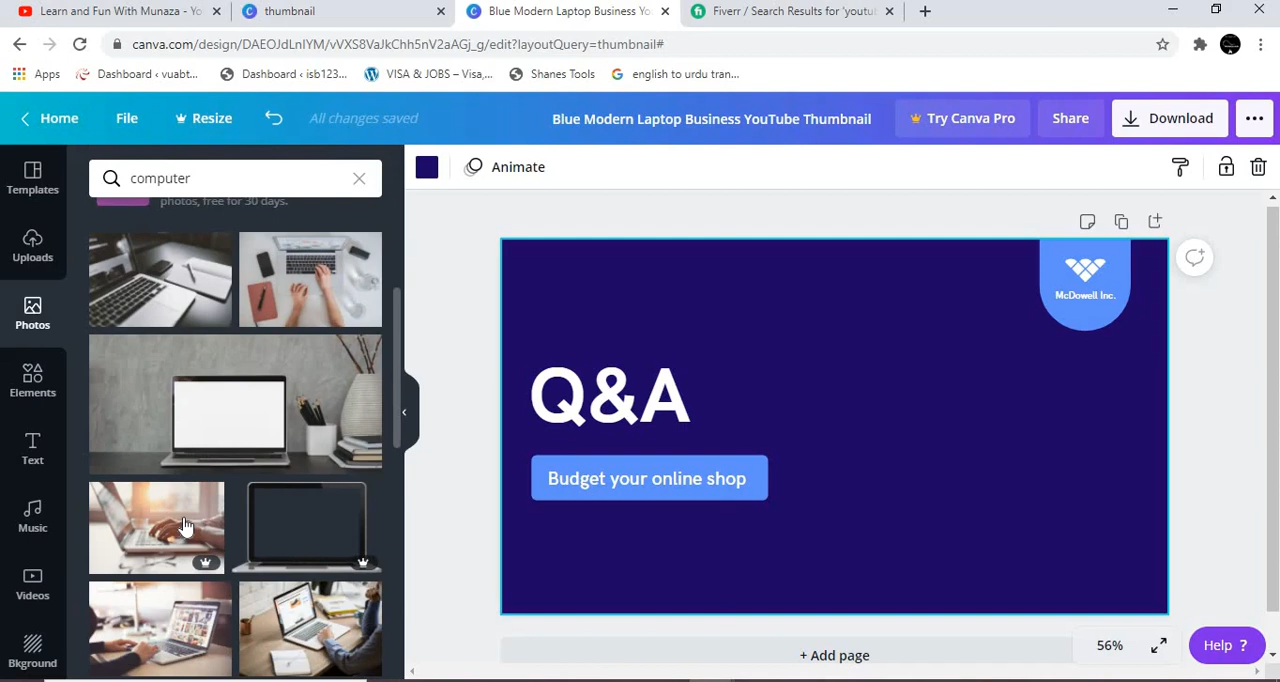 Learn and Fun With Munaza - Yo
thumbnail
Blue Modern Laptop Business Yo
Fiverr / Search Results for 'youtu
canva.com/design/DAEOJdLnIYM/vVXS8VaJkChh5nV2aAGj_g/edit?layoutQuery=thumbnail#
Apps
Dashboard ‹ vuabt...
Dashboard ‹ isb123...
VISA & JOBS – Visa,...
Shanes Tools
english to urdu tran...
Home
File
Resize
All changes saved
Blue Modern Laptop Business YouTube Thumbnail
Try Canva Pro
Share
Download
Templates
Uploads
Photos
Elements
Text
Music
Videos
Bkground
computer
photos, free for 30 days.
Animate
McDowell Inc.
Q&A
Budget your online shop
+ Add page
56%
Help ?